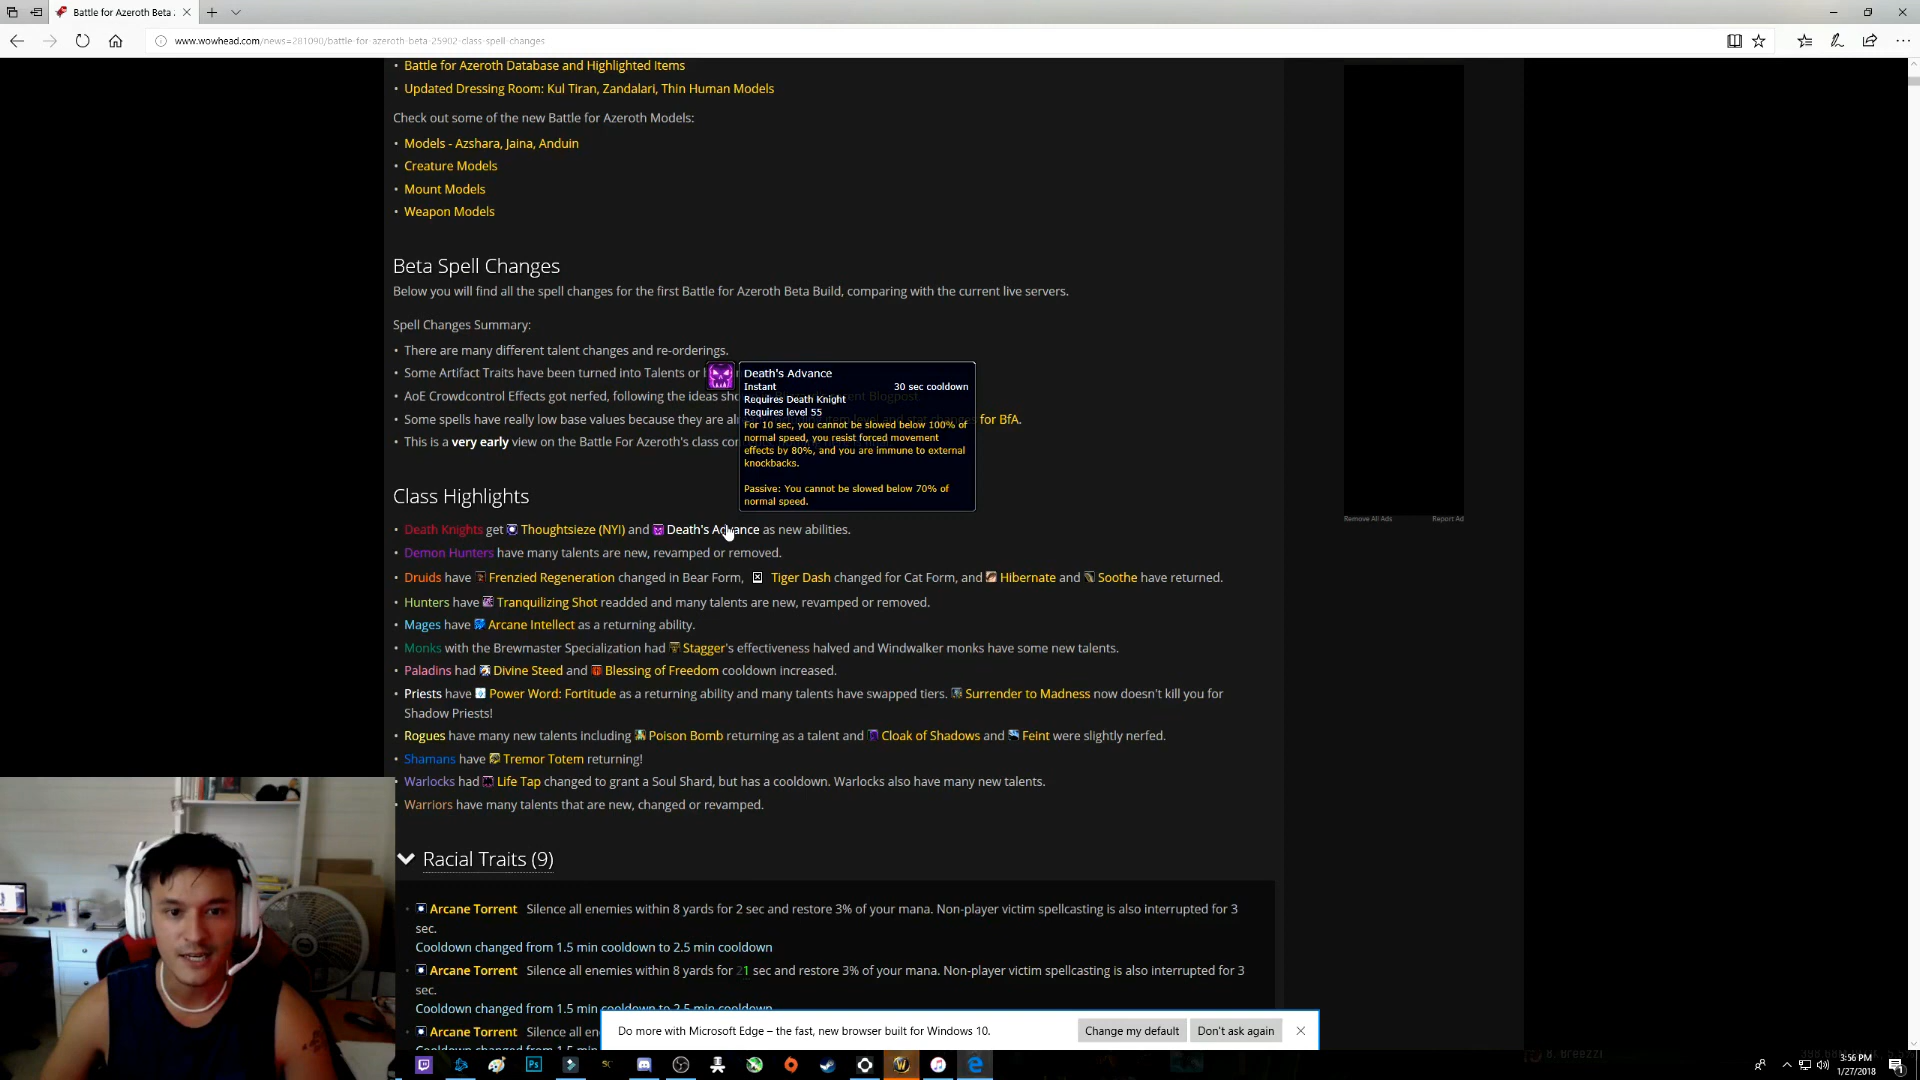 Battle for Azeroth Beta
www.wowhead.com/news=281090/battle-for-azeroth-beta-25902-class-spell-changes
• Battle for Azeroth Database and Highlighted Items
• Updated Dressing Room: Kul Tiran, Zandalari, Thin Human Models
Check out some of the new Battle for Azeroth Models:
• Models - Azshara, Jaina, Anduin
• Creature Models
• Mount Models
• Weapon Models
Beta Spell Changes
Below you will find all the spell changes for the first Battle for Azeroth Beta Build, comparing with the current live servers.
Spell Changes Summary:
• There are many different talent changes and re-orderings.
• Some Artifact Traits have been turned into Talents or
• AoE Crowdcontrol Effects got nerfed, following the ideas Blogpost.
• Some spells have really low base values because they are for BfA.
• This is a very early view on the Battle For Azeroth's class
Death's Advance
Instant 30 sec cooldown
Requires Death Knight
Requires level 55
For 10 sec, you cannot be slowed below 100% of
normal speed, you resist forced movement
effects by 80%, and you are immune to external
knockbacks.
Passive: You cannot be slowed below 70% of
normal speed.
Class Highlights
• Death Knights get Thoughtsieze (NYI) and Death's Advance as new abilities.
• Demon Hunters have many talents are new, revamped or removed.
• Druids have Frenzied Regeneration changed in Bear Form, Tiger Dash changed for Cat Form, and Hibernate and Soothe have returned.
• Hunters have Tranquilizing Shot readded and many talents are new, revamped or removed.
• Mages have Arcane Intellect as a returning ability.
• Monks with the Brewmaster Specialization had Stagger's effectiveness halved and Windwalker monks have some new talents.
• Paladins had Divine Steed and Blessing of Freedom cooldown increased.
• Priests have Power Word: Fortitude as a returning ability and many talents have swapped tiers. Surrender to Madness now doesn't kill you for
Shadow Priests!
• Rogues have many new talents including Poison Bomb returning as a talent and Cloak of Shadows and Feint were slightly nerfed.
• Shamans have Tremor Totem returning!
• Warlocks had Life Tap changed to grant a Soul Shard, but has a cooldown. Warlocks also have many new talents.
• Warriors have many talents that are new, changed or revamped.
Remove All Ads Report Ad
Racial Traits (9)
• Arcane Torrent Silence all enemies within 8 yards for 2 sec and restore 3% of your mana. Non-player victim spellcasting is also interrupted for 3
sec.
Cooldown changed from 1.5 min cooldown to 2.5 min cooldown
• Arcane Torrent Silence all enemies within 8 yards for 21 sec and restore 3% of your mana. Non-player victim spellcasting is also interrupted for 3
sec.
Cooldown changed from 1.5 min cooldown to 2.5 min cooldown
• Arcane Torrent Silence all
Do more with Microsoft Edge – the fast, new browser built for Windows 10. Change my default Don't ask again
Ps
3:56 PM
1/27/2018